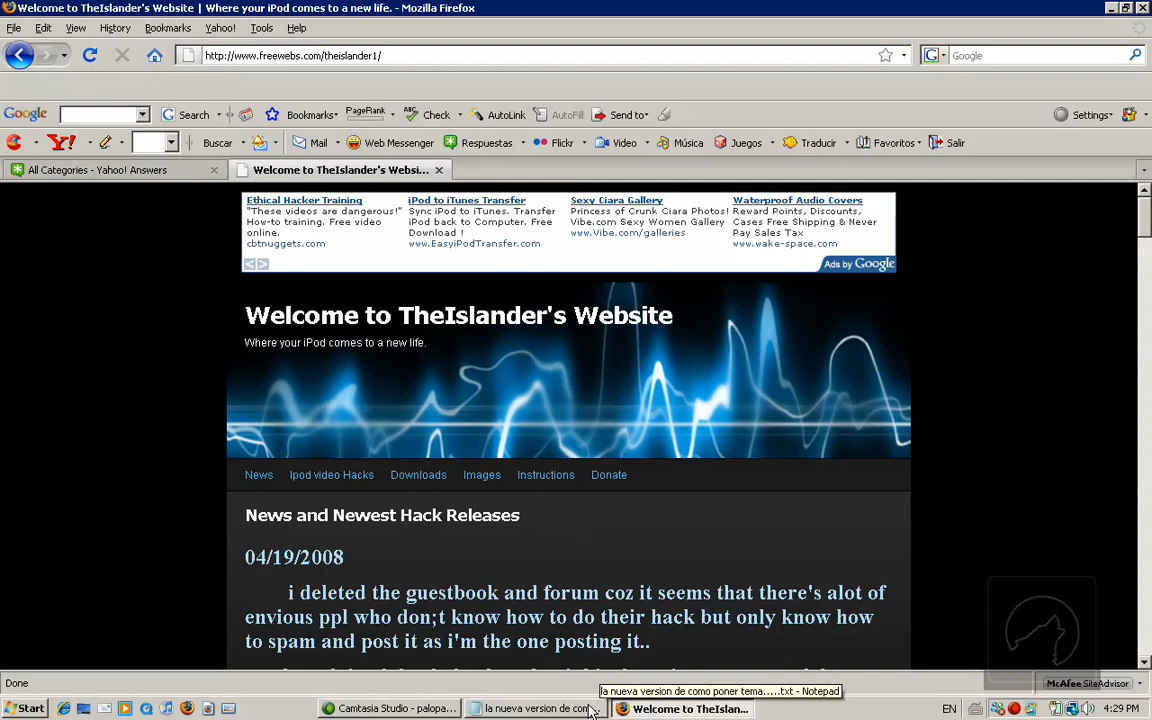 Welcome to TheIslander's Website | Where your iPod comes to a new life. - Mozilla Firefox
File Edit View History Bookmarks Yahoo! Tools Help
http://www.freewebs.com/theislander1/ G Google
Google G Search Bookmarks PageRank ABC Check AutoLink AutoFill Send to Settings
Y! Buscar Mail Web Messenger Respuestas Flickr Video Música Juegos Traducir Favoritos Salir
All Categories - Yahoo! Answers Welcome to TheIslander's Websi...
Ethical Hacker Training iPod to iTunes Transfer Sexy Ciara Gallery Waterproof Audio Covers
"These videos are dangerous!" Sync iPod to iTunes. Transfer Princess of Crunk Ciara Photos! Reward Points, Discounts,
How-to training. Free video iPod back to Computer. Free Vibe.com Sexy Women Gallery Cases Free Shipping & Never
online. Download ! www.Vibe.com/galleries Pay Sales Tax
cbtnuggets.com www.EasyiPodTransfer.com www.wake-space.com
Ads by Google
Welcome to TheIslander's Website
Where your iPod comes to a new life.
News Ipod video Hacks Downloads Images Instructions Donate
News and Newest Hack Releases
04/19/2008
i deleted the guestbook and forum coz it seems that there's alot of
envious ppl who don;t know how to do their hack but only know how
to spam and post it as i'm the one posting it..
Done McAfee SiteAdvisor
la nueva version de como poner tema.....txt - Notepad
Start Camtasia Studio - palopa... la nueva version de com... Welcome to TheIslan... EN 4:29 PM